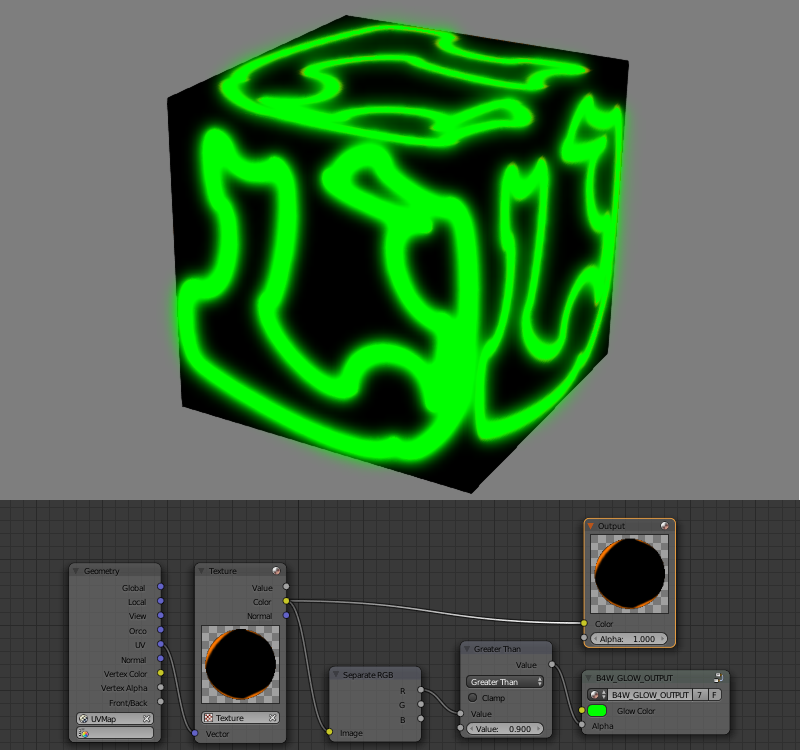 Geometry
Global
Local
View
Orco
UV
Normal
Vertex Color
Vertex Alpha
Front/Back
UVMap
Texture
Value
Color
Normal
Texture
Vector
Separate RGB
R
G
B
Image
Greater Than
Value
Greater Than
Clamp
Value
Value: 0.900
Output
Color
Alpha: 1.000
B4W_GLOW_OUTPUT
B4W_GLOW_OUTPUT 7 F
Glow Color
Alpha